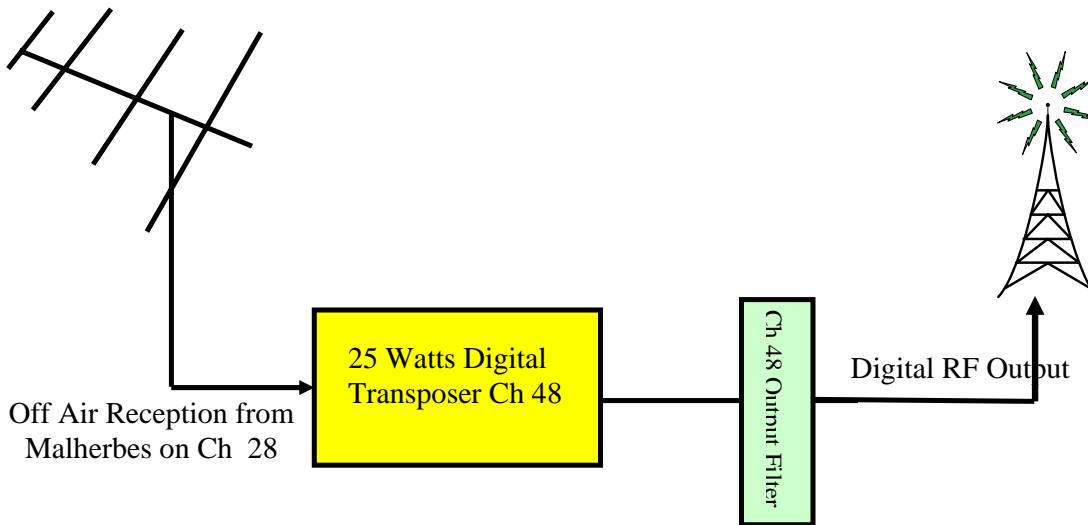 25 Watts Digital
Transposer Ch 48
Ch 48 Output Filter
Digital RF Output
Off Air Reception from
Malherbes on Ch 28